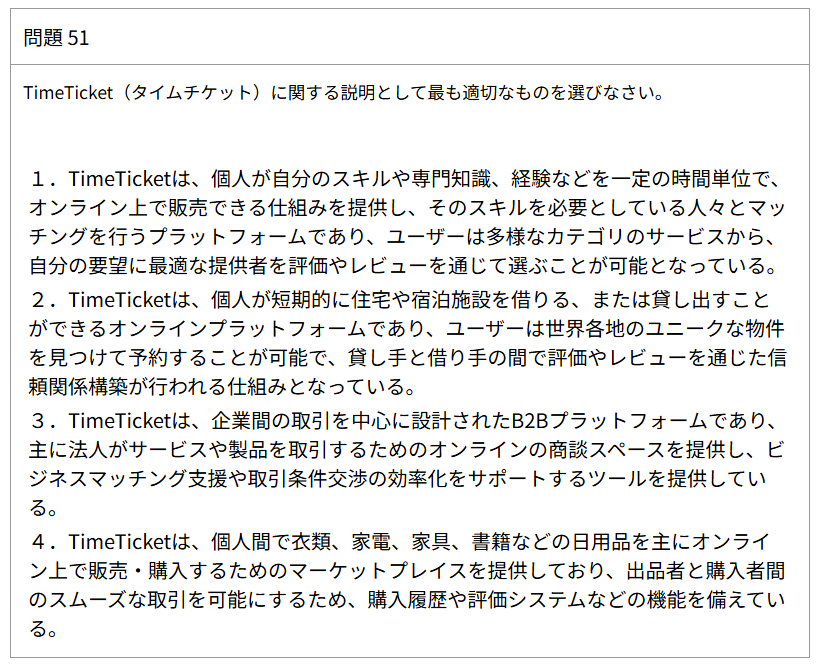 問題 51
TimeTicket（タイムチケット）に関する説明として最も適切なものを選びなさい。
１．TimeTicketは、個人が自分のスキルや専門知識、経験などを一定の時間単位で、
オンライン上で販売できる仕組みを提供し、そのスキルを必要としている人々とマッ
チングを行うプラットフォームであり、ユーザーは多様なカテゴリのサービスから、
自分の要望に最適な提供者を評価やレビューを通じて選ぶことが可能となっている。
２．TimeTicketは、個人が短期的に住宅や宿泊施設を借りる、または貸し出すこと
ができるオンラインプラットフォームであり、ユーザーは世界各地のユニークな物件
を見つけて予約することが可能で、貸し手と借り手の間で評価やレビューを通じた信
頼関係構築が行われる仕組みとなっている。
３．TimeTicketは、企業間の取引を中心に設計されたB2Bプラットフォームであり、
主に法人がサービスや製品を取引するためのオンラインの商談スペースを提供し、ビ
ジネスマッチング支援や取引条件交渉の効率化をサポートするツールを提供してい
る。
４．TimeTicketは、個人間で衣類、家電、家具、書籍などの日用品を主にオンライ
ン上で販売・購入するためのマーケットプレイスを提供しており、出品者と購入者間
のスムーズな取引を可能にするため、購入履歴や評価システムなどの機能を備えてい
る。